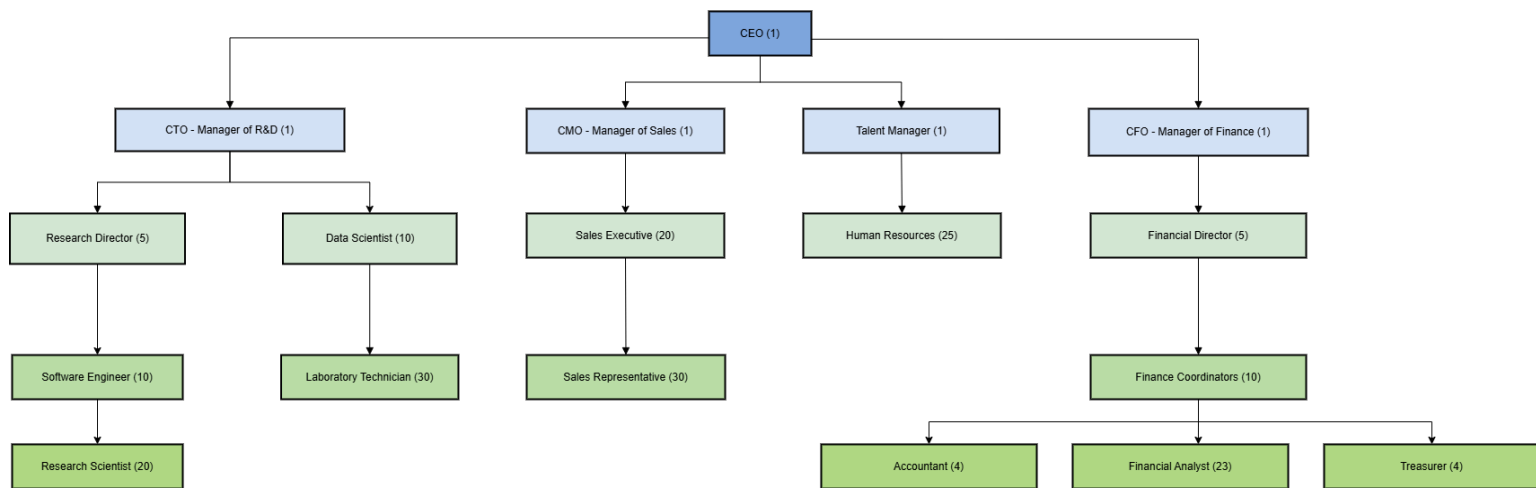 CEO (1)
CTO - Manager of R&D (1)
CMO - Manager of Sales (1)
Talent Manager (1)
CFO - Manager of Finance (1)
Research Director (5)
Data Scientist (10)
Sales Executive (20)
Human Resources (25)
Financial Director (5)
Software Engineer (10)
Laboratory Technician (30)
Sales Representative (30)
Finance Coordinators (10)
Research Scientist (20)
Accountant (4)
Financial Analyst (23)
Treasurer (4)